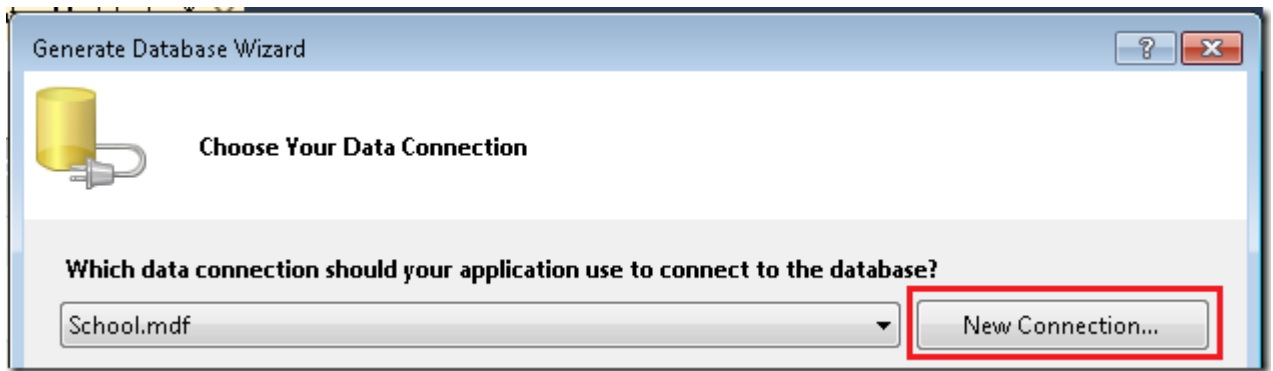 Generate Database Wizard
Choose Your Data Connection
Which data connection should your application use to connect to the database?
School.mdf
New Connection...